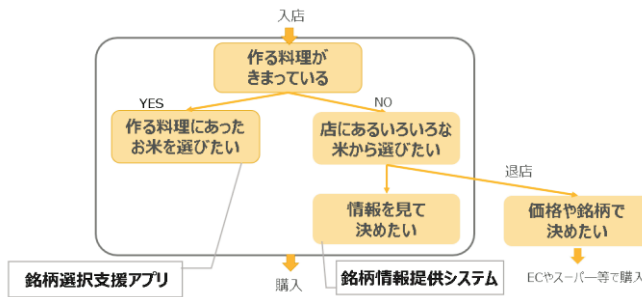 入店
作る料理が
きまっている
YES
NO
作る料理にあった
お米を選びたい
店にあるいろいろな
米から選びたい
退店
情報を見て
決めたい
価格や銘柄で
決めたい
銘柄選択支援アプリ
購入
銘柄情報提供システム
ECやスーパー等で購入